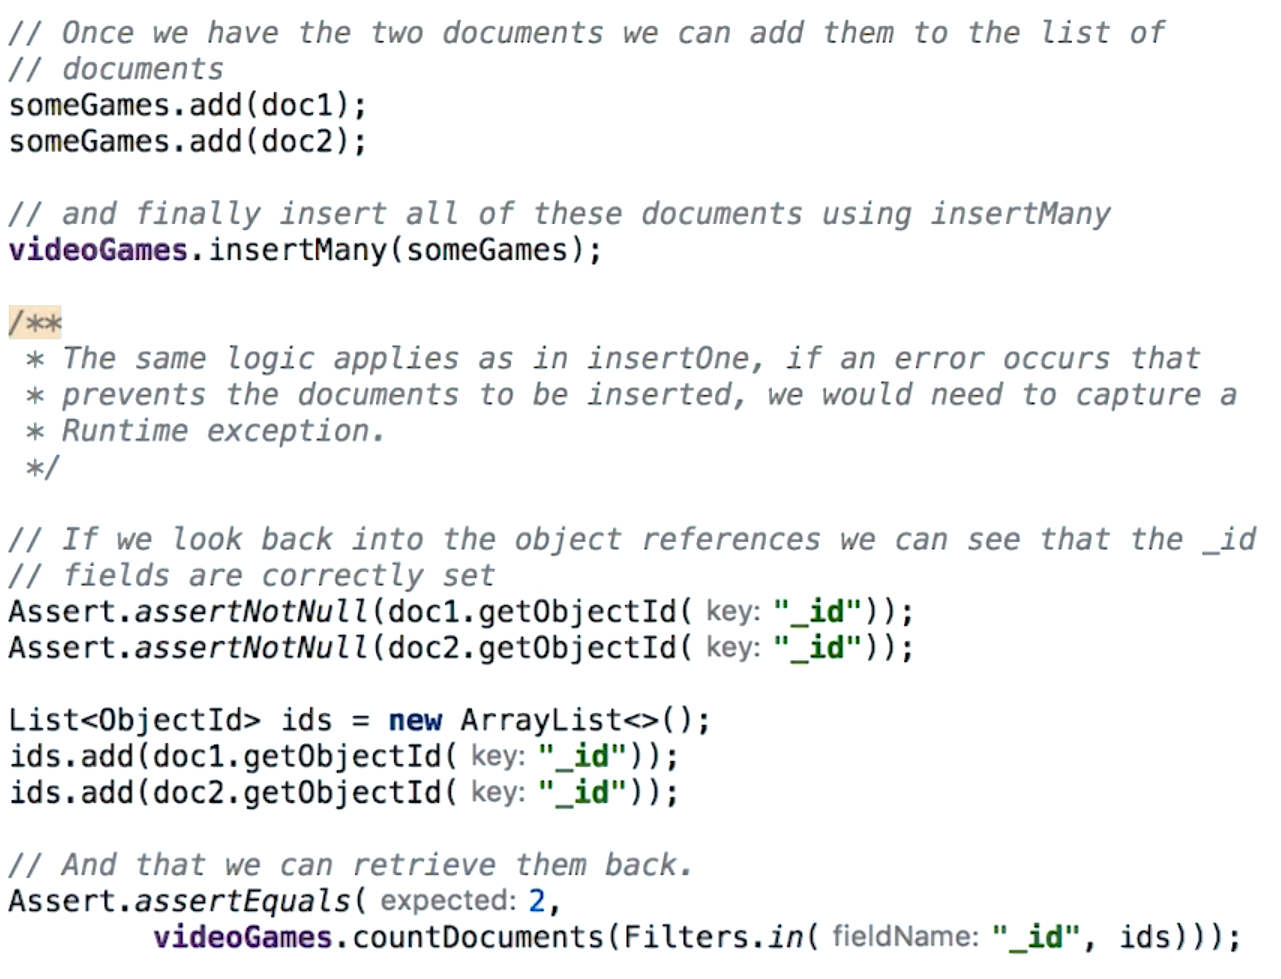 // Once we have the two documents we can add them to the list of
// documents
someGames.add(doc1);
someGames.add(doc2);

// and finally insert all of these documents using insertMany
videoGames.insertMany(someGames);

/**
 * The same logic applies as in insertOne, if an error occurs that
 * prevents the documents to be inserted, we would need to capture a
 * Runtime exception.
 */

// If we look back into the object references we can see that the _id
// fields are correctly set
Assert.assertNotNull(doc1.getObjectId( key: "_id"));
Assert.assertNotNull(doc2.getObjectId( key: "_id"));

List<ObjectId> ids = new ArrayList<>();
ids.add(doc1.getObjectId( key: "_id"));
ids.add(doc2.getObjectId( key: "_id"));

// And that we can retrieve them back.
Assert.assertEquals( expected: 2,
        videoGames.countDocuments(Filters.in( fieldName: "_id", ids)));